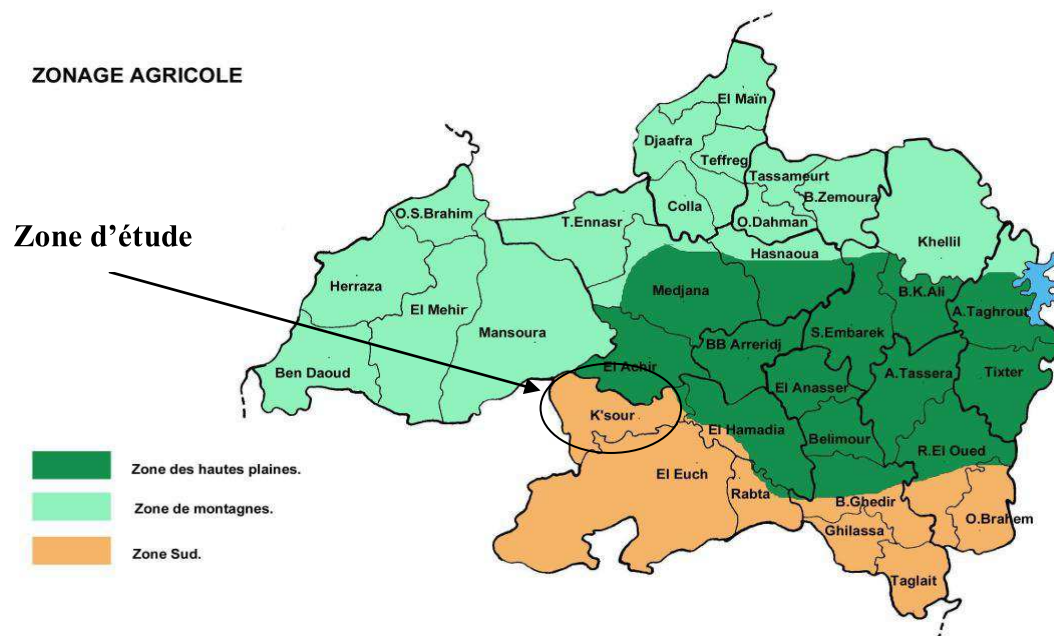 ZONAGE AGRICOLE
El Maïn
Djaafra
Teffreg
Tassameurt
B.Zemoura
Colla
O.S.Brahim
O.Dahman
T.Ennasr
Zone d’étude
Khellil
Hasnaoua
Herraza
Medjana
B.K.Ali
El Mehir
A.Taghrout
Mansoura
S.Embarek
BB Arreridj
El Achir
Ben Daoud
A.Tassera
Tixter
El Anasser
K'sour
El Hamadia
Belimour
R.El Oued
Zone des hautes plaines.
El Euch
Rabta
B.Ghedir
Zone de montagnes.
O.Brahem
Ghilassa
Zone Sud.
Taglait